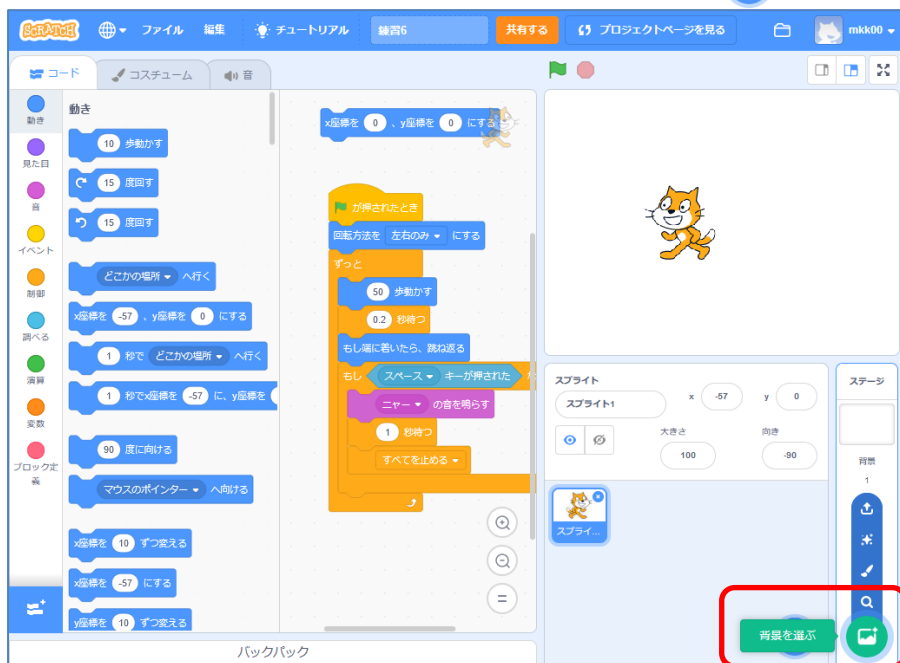 SCRATCH ファイル 編集 チュートリアル 練習6 共有する プロジェクトページを見る mkk00
コード コスチューム 音
動き
見た目
音
イベント
制御
調べる
演算
変数
ブロック定
義
動き
10 歩動かす
15 度回す
15 度回す
どこかの場所 へ行く
x座標を -57 、y座標を 0 にする
1 秒で どこかの場所 へ行く
1 秒でx座標を -57 に、y座標を
90 度に向ける
マウスのポインター へ向ける
x座標を 10 ずつ変える
x座標を -57 にする
y座標を 10 ずつ変える
x座標を 0 、y座標を 0 にする
が押されたとき
回転方法を 左右のみ にする
ずっと
50 歩動かす
0.2 秒待つ
もし端に着いたら、跳ね返る
もし スペース キーが押された
ニャー の音を鳴らす
1 秒待つ
すべてを止める
バックパック
スプライト
スプライト1
x -57 y 0
大きさ 向き
100 -90
スプライ...
ステージ
背景
1
背景を選ぶ